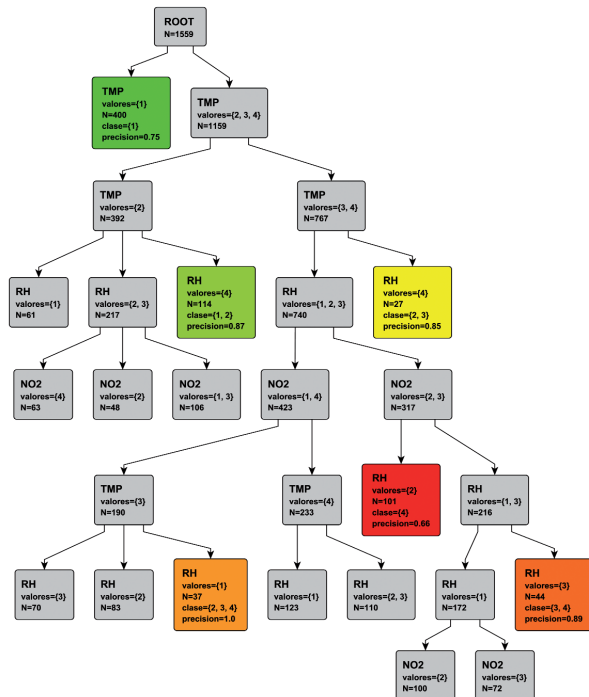 ROOT
N=1559
TMP
valores={1}
N=400
clase={1}
precision=0.75
TMP
valores={2, 3, 4}
N=1159
TMP
valores={2}
N=392
TMP
valores={3, 4}
N=767
RH
valores={1}
N=61
RH
valores={2, 3}
N=217
RH
valores={4}
N=114
clase={1, 2}
precision=0.87
RH
valores={1, 2, 3}
N=740
RH
valores={4}
N=27
clase={2, 3}
precision=0.85
NO2
valores={4}
N=63
NO2
valores={2}
N=48
NO2
valores={1, 3}
N=106
NO2
valores={1, 4}
N=423
NO2
valores={2, 3}
N=317
TMP
valores={3}
N=190
TMP
valores={4}
N=233
RH
valores={2}
N=101
clase={4}
precision=0.66
RH
valores={1, 3}
N=216
RH
valores={3}
N=70
RH
valores={2}
N=83
RH
valores={1}
N=37
clase={2, 3, 4}
precision=1.0
RH
valores={1}
N=123
RH
valores={2, 3}
N=110
RH
valores={1}
N=172
RH
valores={3}
N=44
clase={3, 4}
precision=0.89
NO2
valores={2}
N=100
NO2
valores={3}
N=72